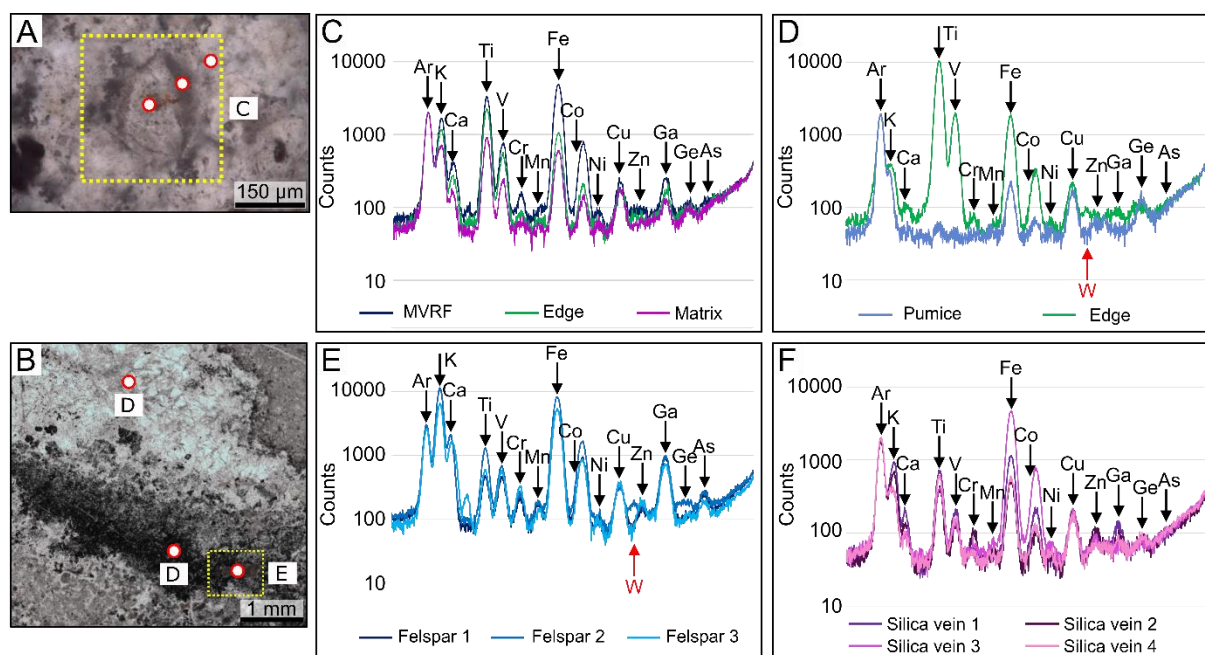 A
C
150 µm
C
10000
1000
100
10
Counts
Ar
K
Ca
Ti
V
Cr
Mn
Fe
Co
Ni
Cu
Zn
Ga
Ge
As
MVRF
Edge
Matrix
D
10000
1000
100
10
Counts
Ar
K
Ca
Ti
V
Cr
Mn
Fe
Co
Ni
Cu
Zn
Ga
Ge
As
W
Pumice
Edge
B
D
D
E
1 mm
E
10000
1000
100
10
Counts
Ar
K
Ca
Ti
V
Cr
Mn
Fe
Co
Ni
Cu
Zn
Ga
Ge
As
W
Felspar 1
Felspar 2
Felspar 3
F
10000
1000
100
10
Counts
Ar
K
Ca
Ti
V
Cr
Mn
Fe
Co
Ni
Cu
Zn
Ga
Ge
As
Silica vein 1
Silica vein 2
Silica vein 3
Silica vein 4